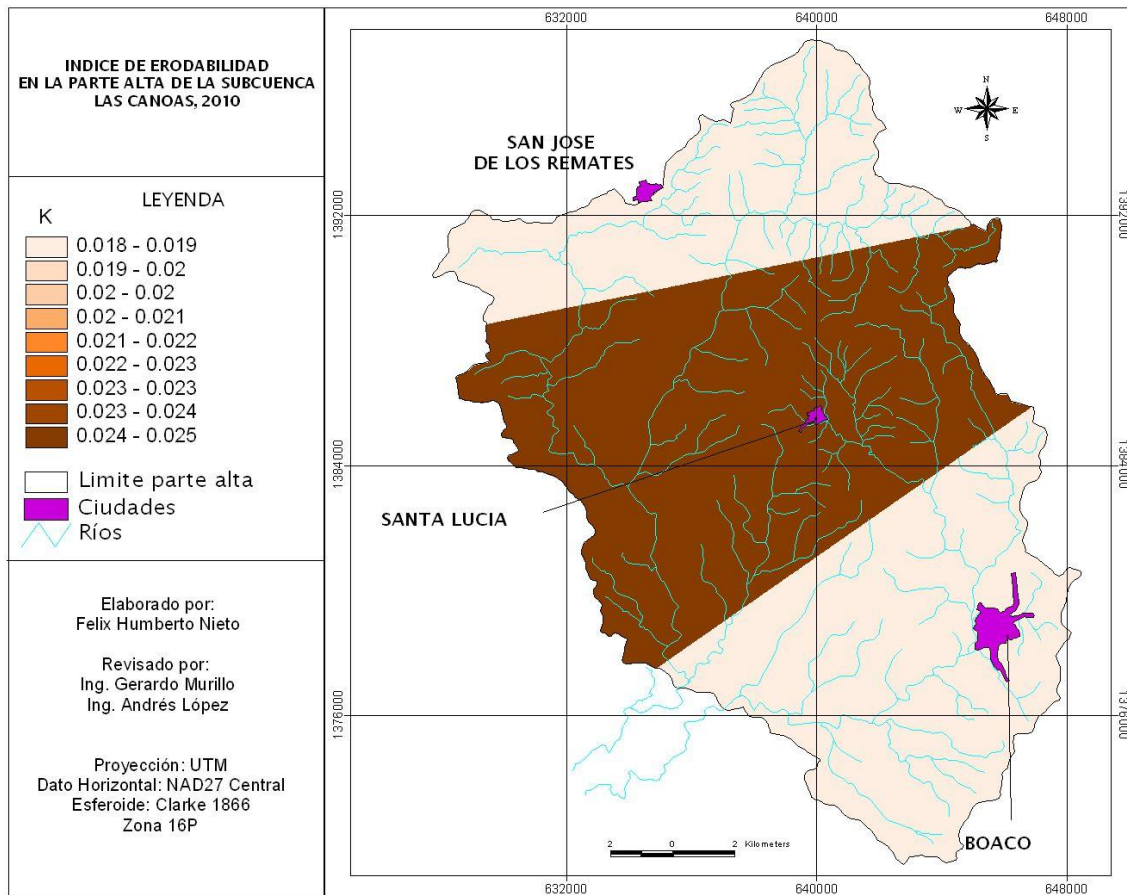 INDICE DE ERODABILIDAD
EN LA PARTE ALTA DE LA SUBCUENCA
LAS CANOAS, 2010
LEYENDA
K
0.018 - 0.019
0.019 - 0.02
0.02 - 0.02
0.02 - 0.021
0.021 - 0.022
0.022 - 0.023
0.023 - 0.023
0.023 - 0.024
0.024 - 0.025
Limite parte alta
Ciudades
Ríos
Elaborado por:
Felix Humberto Nieto
Revisado por:
Ing. Gerardo Murillo
Ing. Andrés López
Proyección: UTM
Dato Horizontal: NAD27 Central
Esferoide: Clarke 1866
Zona 16P
632000 640000 648000
N
W E
S
SAN JOSE
DE LOS REMATES
1392000 1392000
1384000 1384000
SANTA LUCIA
1376000 1376000
2 0 2 Kilometers
BOACO
632000 640000 648000